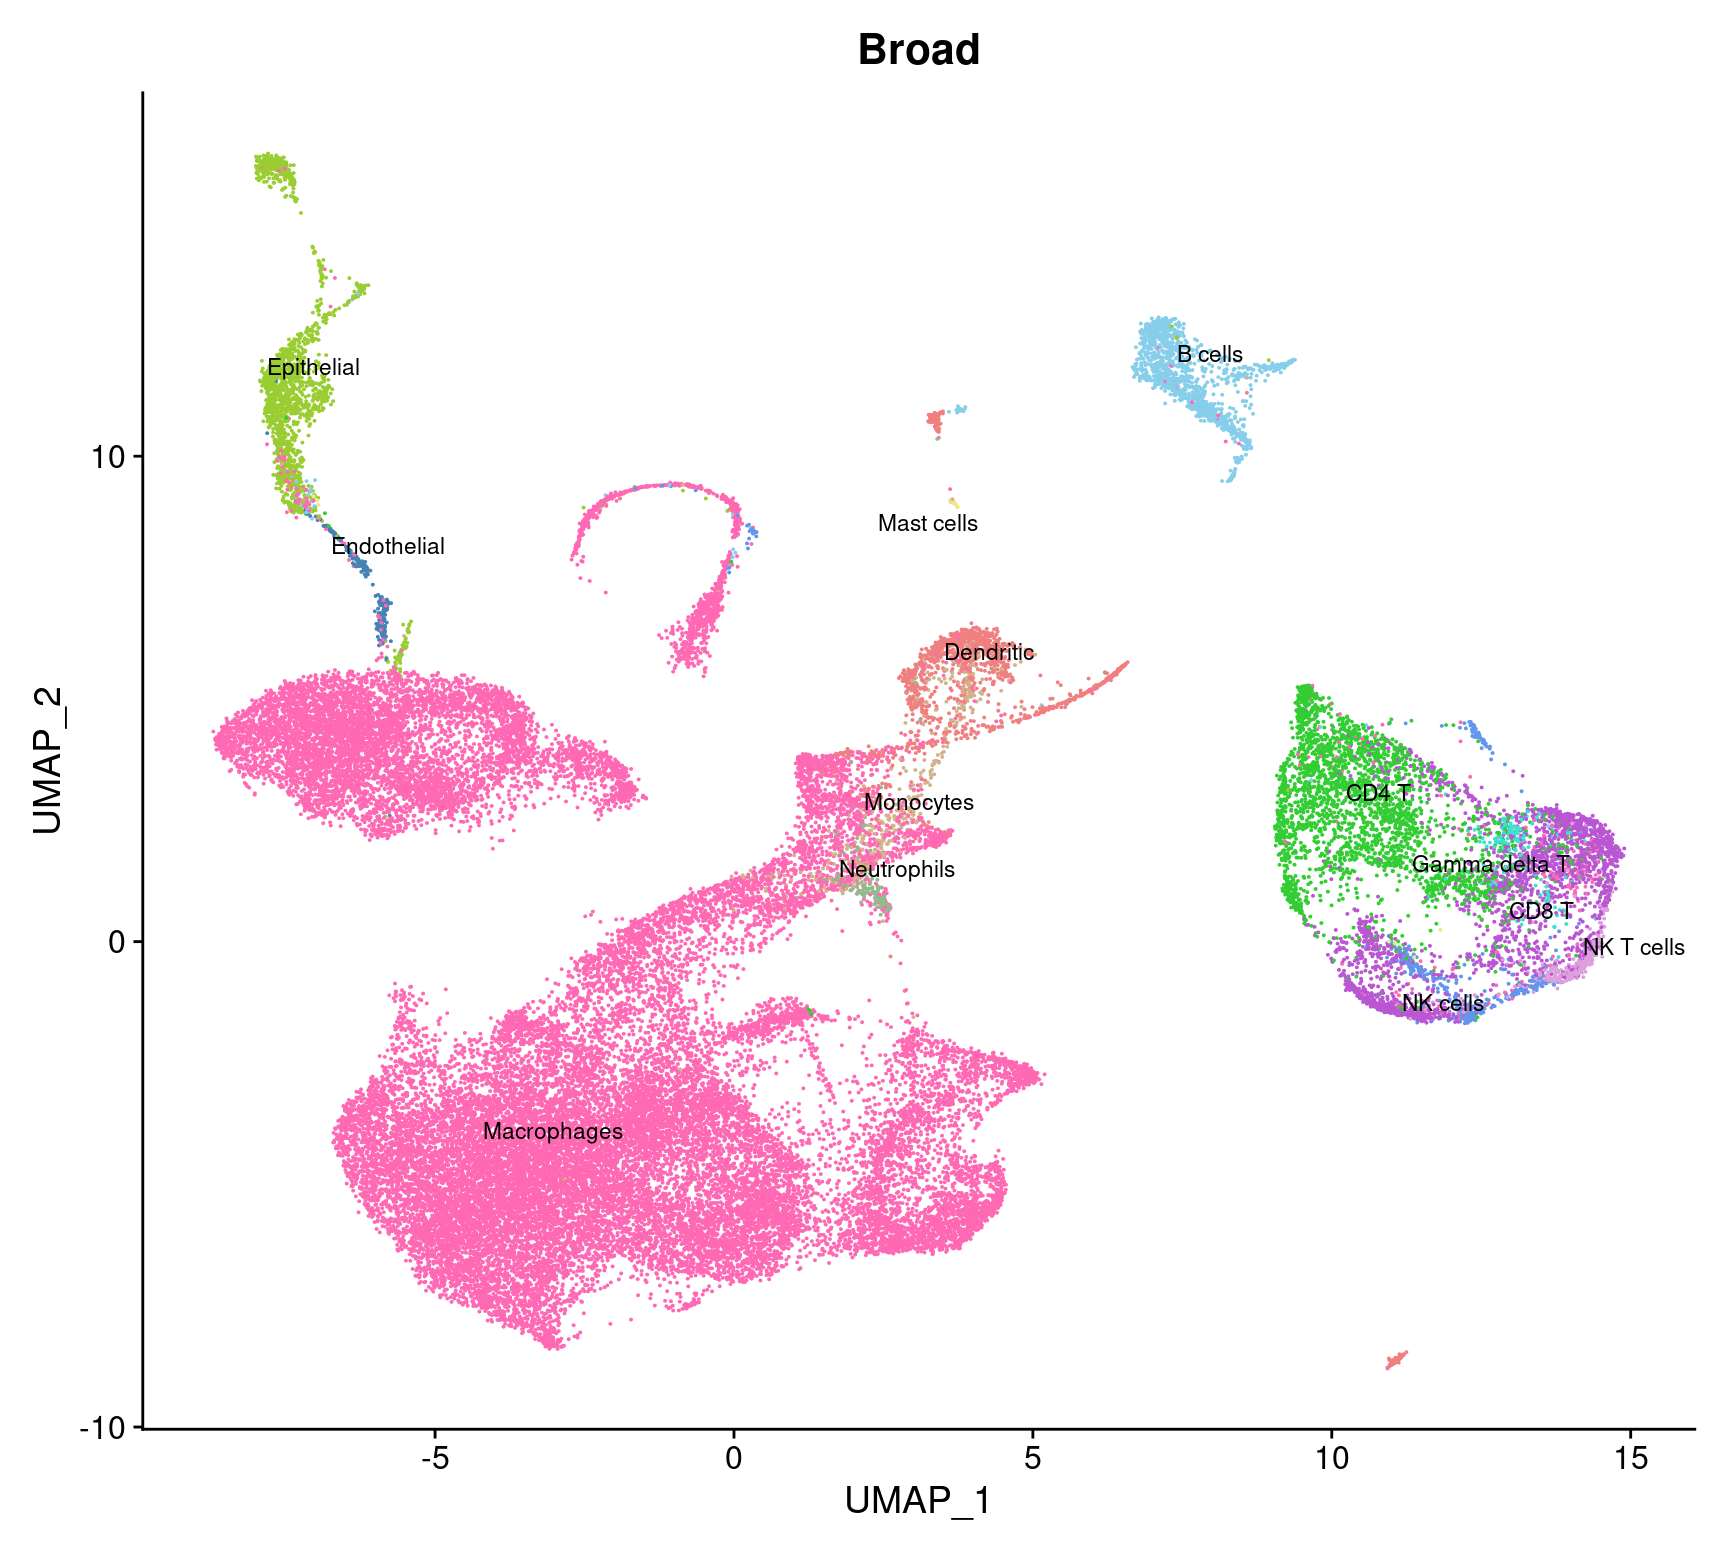 Broad
UMAP_2
10
0
-10
Epithelial
B cells
Mast cells
Endothelial
Dendritic
Monocytes
CD4 T
Neutrophils
Gamma delta T
CD8 T
NK T cells
NK cells
Macrophages
-5
0
5
10
15
UMAP_1